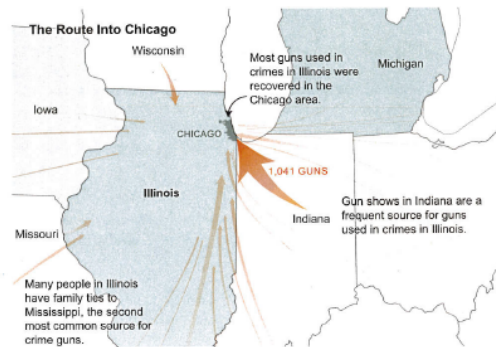 The Route Into Chicago
Wisconsin
Most guns used in
crimes in Illinois were
recovered in the
Chicago area.
Michigan
Iowa
CHICAGO
1,041 GUNS
Illinois
Indiana
Gun shows in Indiana are a
frequent source for guns
used in crimes in Illinois.
Missouri
Many people in Illinois
have family ties to
Mississippi, the second
most common source for
crime guns.